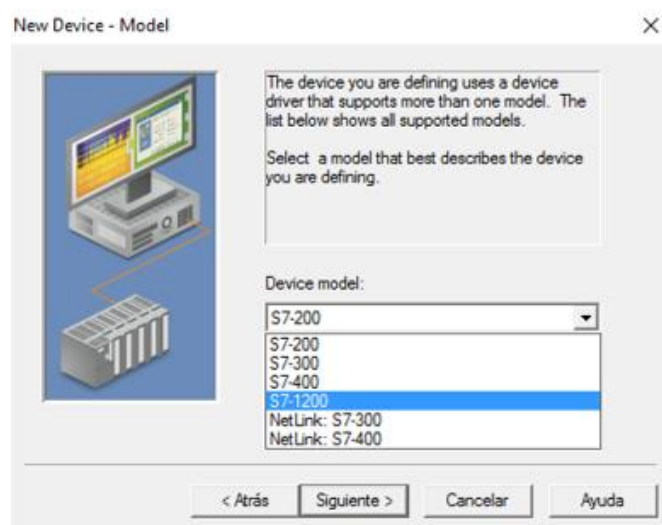 New Device - Model
The device you are defining uses a device
driver that supports more than one model.  The
list below shows all supported models.
Select  a model that best describes the device
you are defining.
Device model:
S7-200
S7-200
S7-300
S7-400
S7-1200
NetLink: S7-300
NetLink: S7-400
< Atrás
Siguiente >
Cancelar
Ayuda